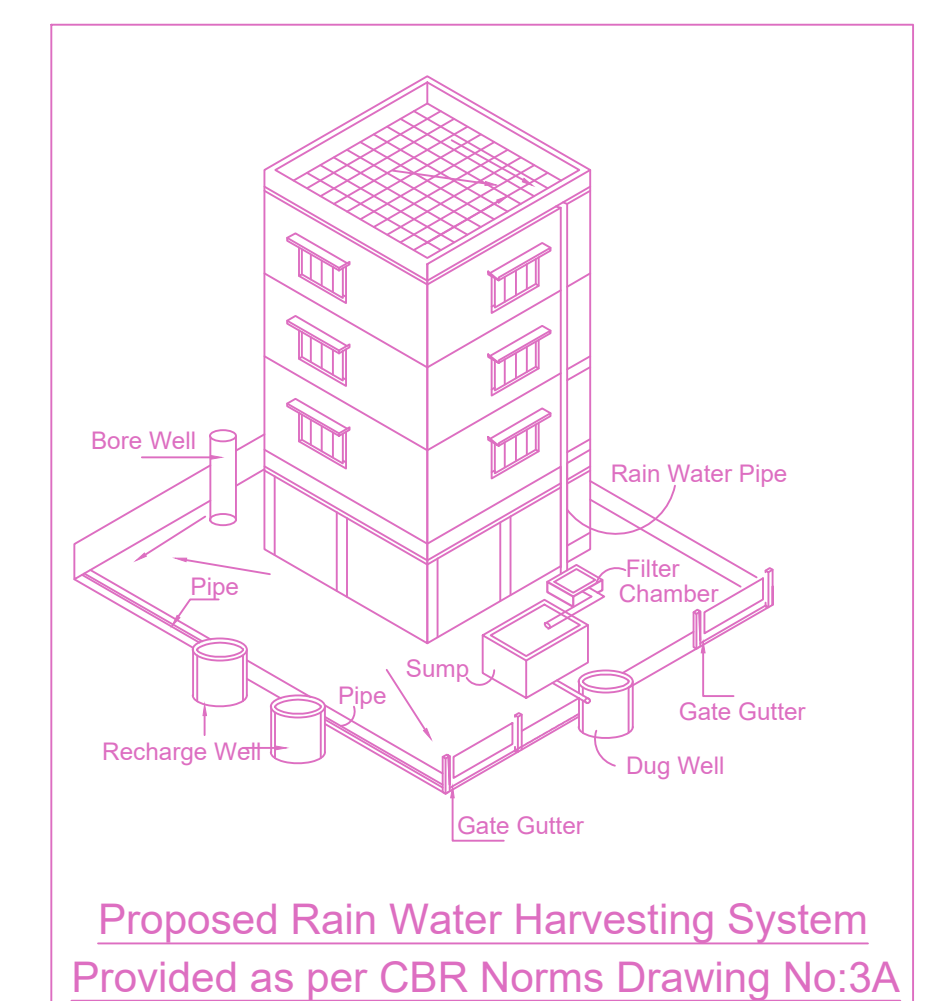 Bore Well
Rain Water Pipe
Filter
Chamber
Pipe
Sump
Pipe
Gate Gutter
Recharge Well
Dug Well
Gate Gutter
Proposed Rain Water Harvesting System
Provided as per CBR Norms Drawing No:3A